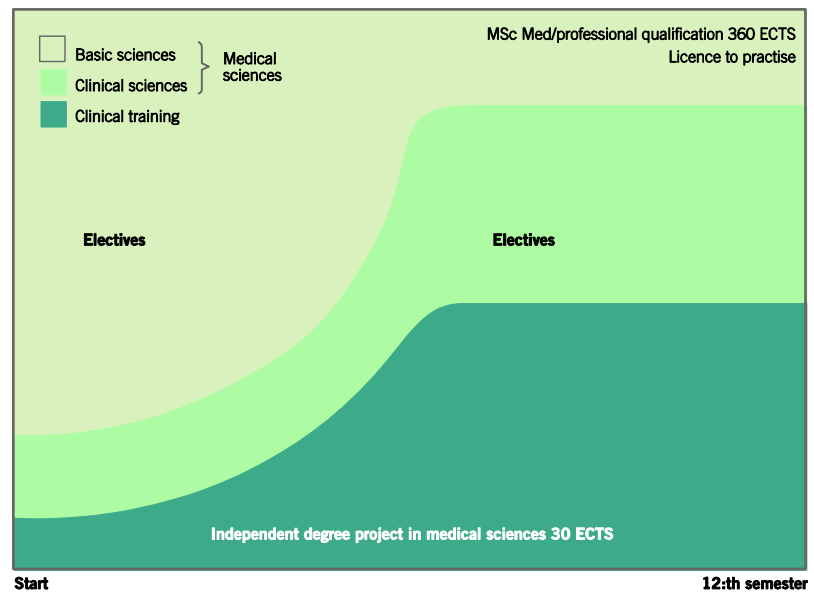 MSc Med/professional qualification 360 ECTS
Licence to practise
Basic sciences
Clinical sciences
Medical
sciences
Clinical training
Electives
Electives
Independent degree project in medical sciences 30 ECTS
Start
12:th semester